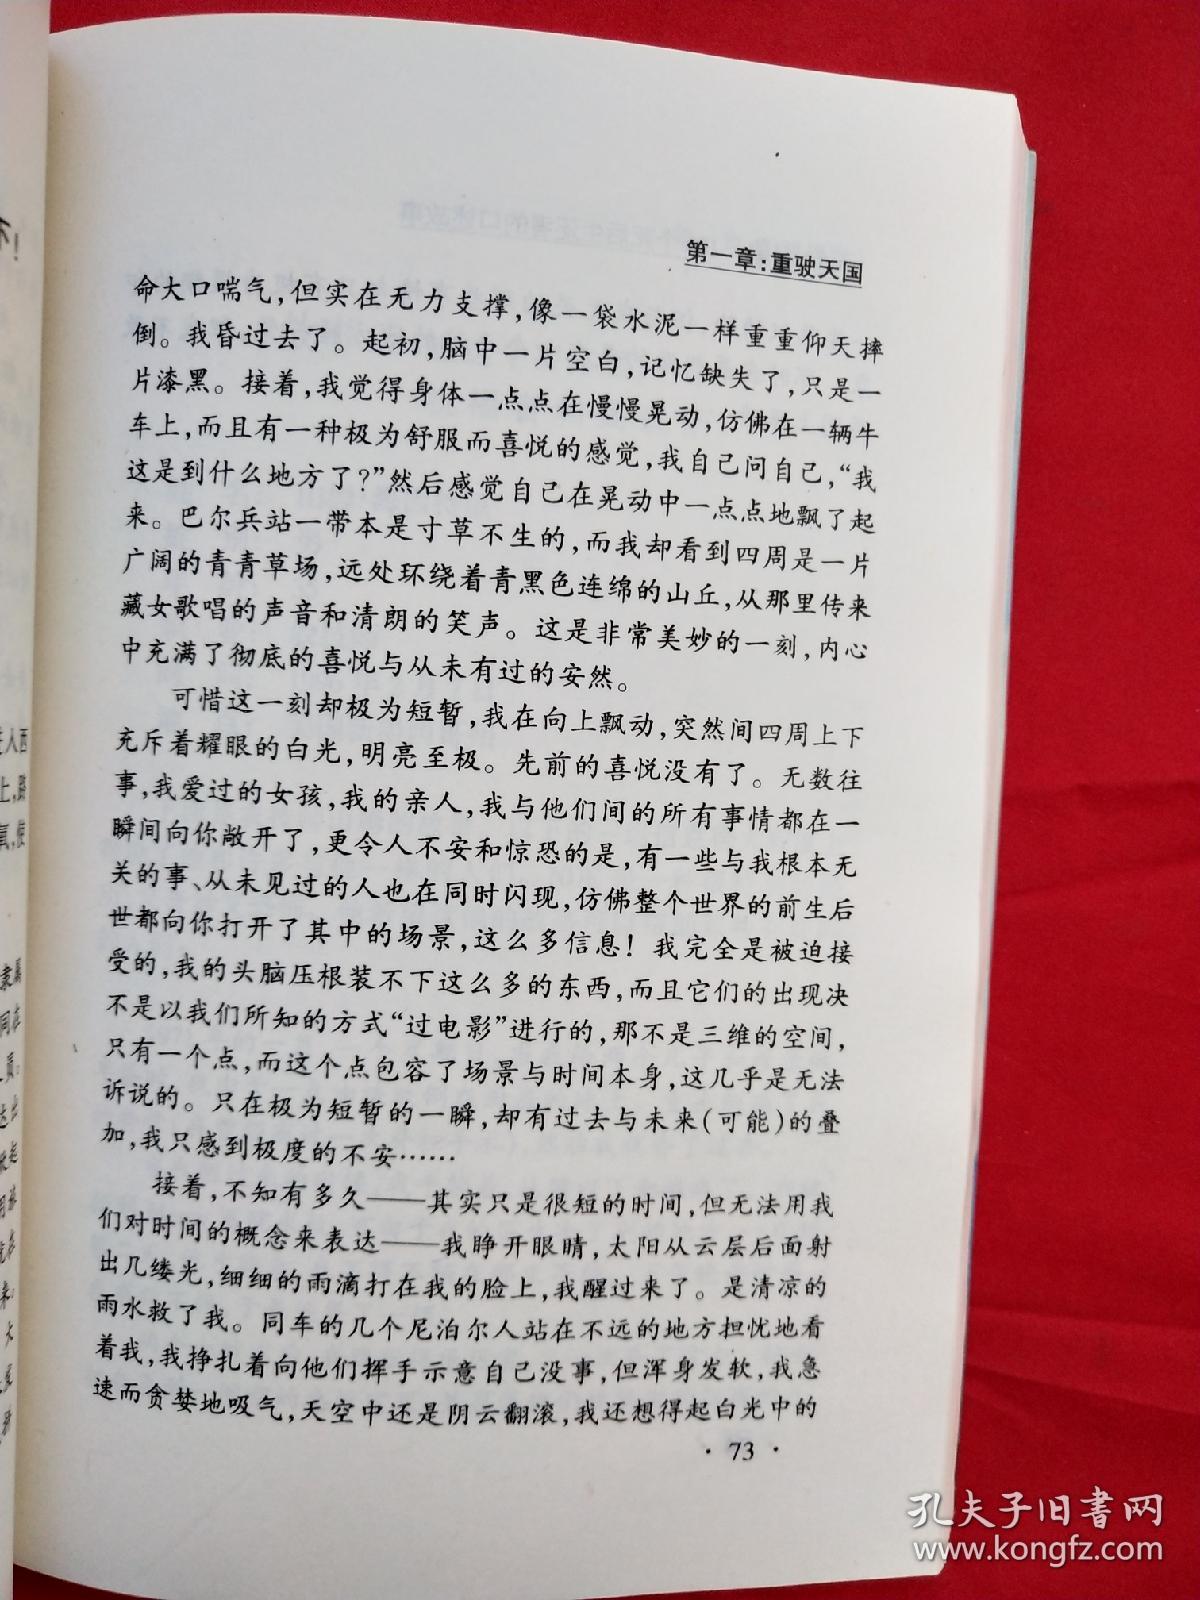 第一章：重驶天国
命大口喘气，但实在无力支撑，像一袋水泥一样重重仰天摔
倒。我昏过去了。起初，脑中一片空白，记忆缺失了，只是一
片漆黑。接着，我觉得身体一点点在慢慢晃动，仿佛在一辆牛
车上，而且有一种极为舒服而喜悦的感觉，我自己问自己，“我
这是到什么地方了？”然后感觉自己在晃动中一点点地飘了起
来。巴尔兵站一带本是寸草不生的，而我却看到四周是一片
广阔的青青草场，远处环绕着青黑色连绵的山丘，从那里传来
藏女歌唱的声音和清朗的笑声。这是非常美妙的一刻，内心
中充满了彻底的喜悦与从未有过的安然。
可惜这一刻却极为短暂，我在向上飘动，突然间四周上下
充斥着耀眼的白光，明亮至极。先前的喜悦没有了。无数往
事，我爱过的女孩，我的亲人，我与他们间的所有事情都在一
瞬间向你敞开了，更令人不安和惊恐的是，有一些与我根本无
关的事、从未见过的人也在同时闪现，仿佛整个世界的前生后
世都向你打开了其中的场景，这么多信息！我完全是被迫接
受的，我的头脑压根装不下这么多的东西，而且它们的出现决
不是以我们所知的方式“过电影”进行的，那不是三维的空间，
只有一个点，而这个点包容了场景与时间本身，这几乎是无法
诉说的。只在极为短暂的一瞬，却有过去与未来(可能)的叠
加，我只感到极度的不安……
接着，不知有多久——其实只是很短的时间，但无法用我
们对时间的概念来表达——我睁开眼睛，太阳从云层后面射
出几缕光，细细的雨滴打在我的脸上，我醒过来了。是清凉的
雨水救了我。同车的几个尼泊尔人站在不远的地方担忧地看
着我，我挣扎着向他们挥手示意自己没事，但浑身发软，我急
速而贪婪地吸气，天空中还是阴云翻滚，我还想得起白光中的
· 73 ·
孔夫子旧书网
www.kongfz.com